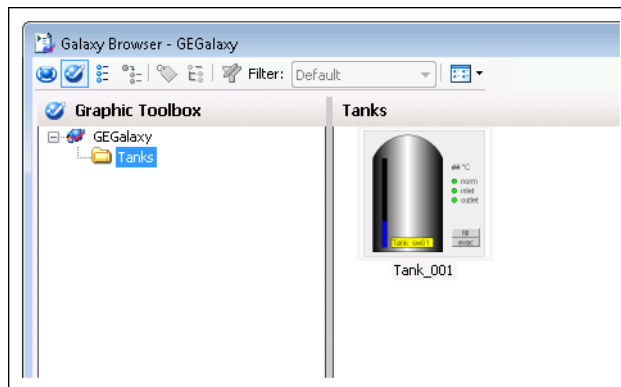 Galaxy Browser - GEGalaxy
Filter: Default
Graphic Toolbox
Tanks
GEGalaxy
Tanks
°C
norm
inlet
outlet
fill
evac
Tank_001